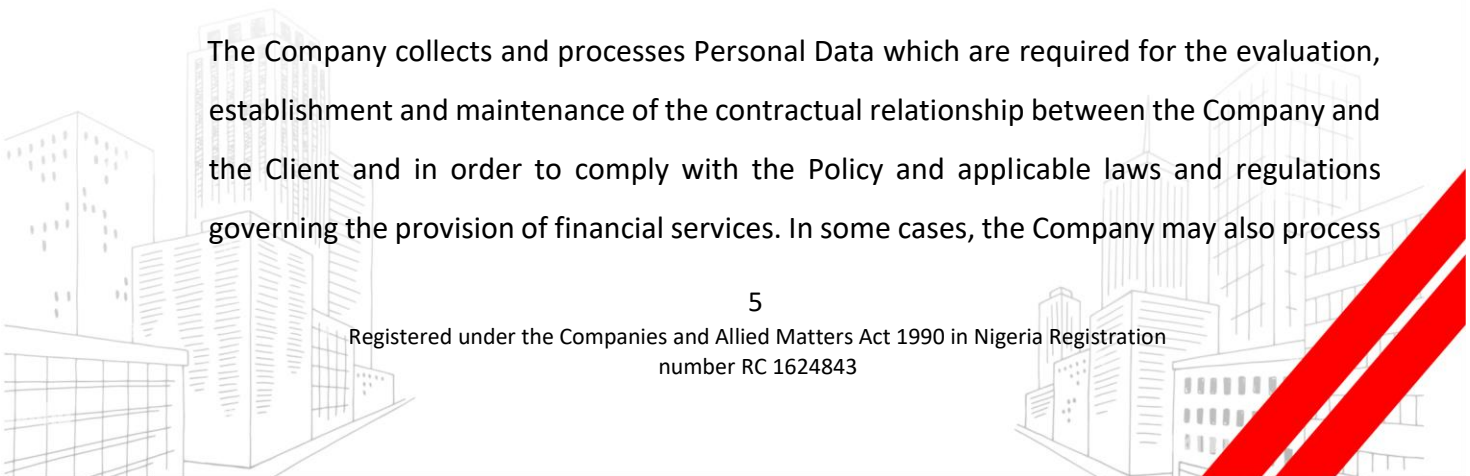 The Company collects and processes Personal Data which are required for the evaluation,
establishment and maintenance of the contractual relationship between the Company and
the Client and in order to comply with the Policy and applicable laws and regulations
governing the provision of financial services. In some cases, the Company may also process
5
Registered under the Companies and Allied Matters Act 1990 in Nigeria Registration
number RC 1624843